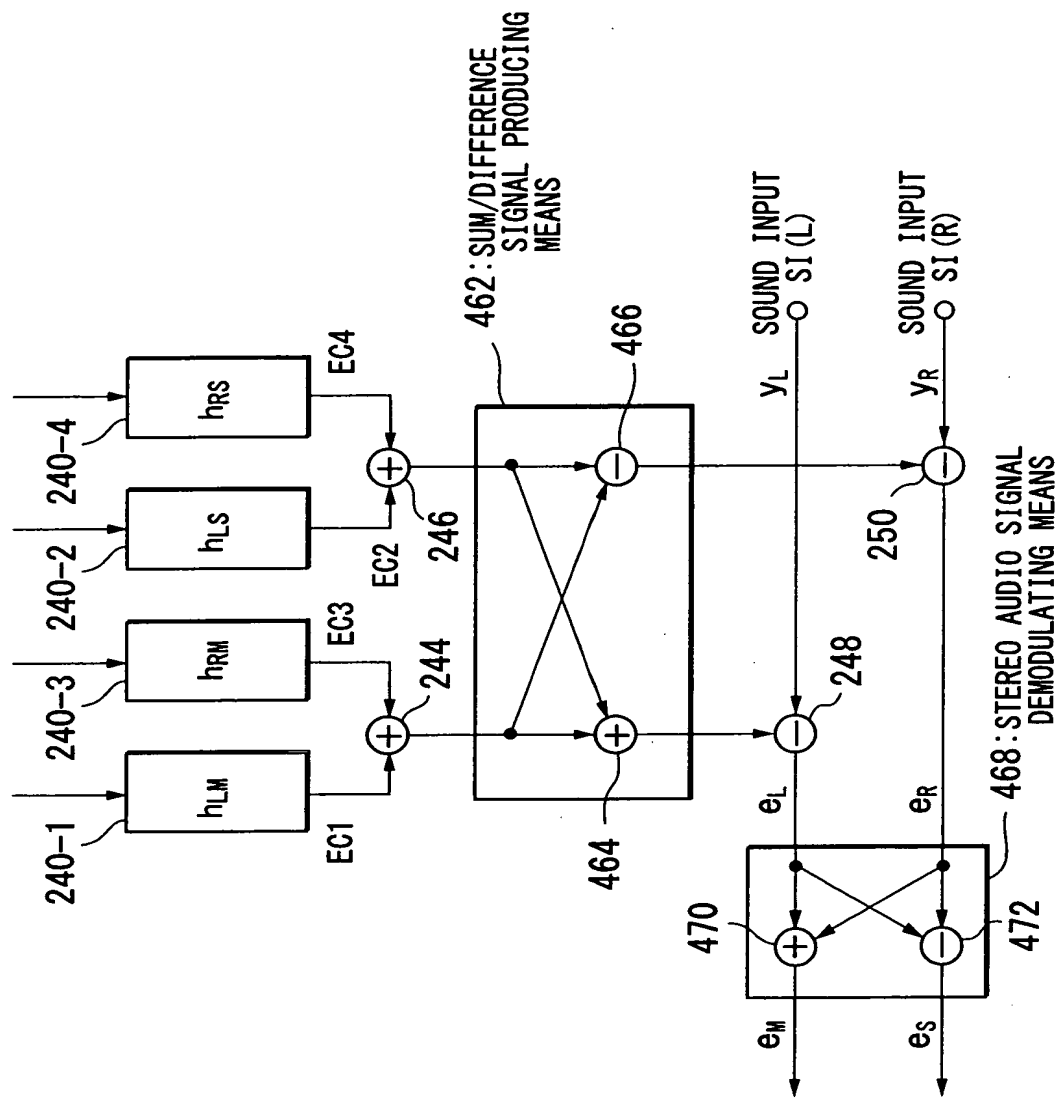 240-1
240-3
240-2
240-4
hLM
hRM
hLS
hRS
EC1
EC3
EC2
EC4
244
246
462:SUM/DIFFERENCE
SIGNAL PRODUCING
MEANS
464
466
SOUND INPUT
SI(L)
yL
248
eL
SOUND INPUT
SI(R)
yR
250
eR
470
472
eM
eS
468:STEREO AUDIO SIGNAL
DEMODULATING MEANS